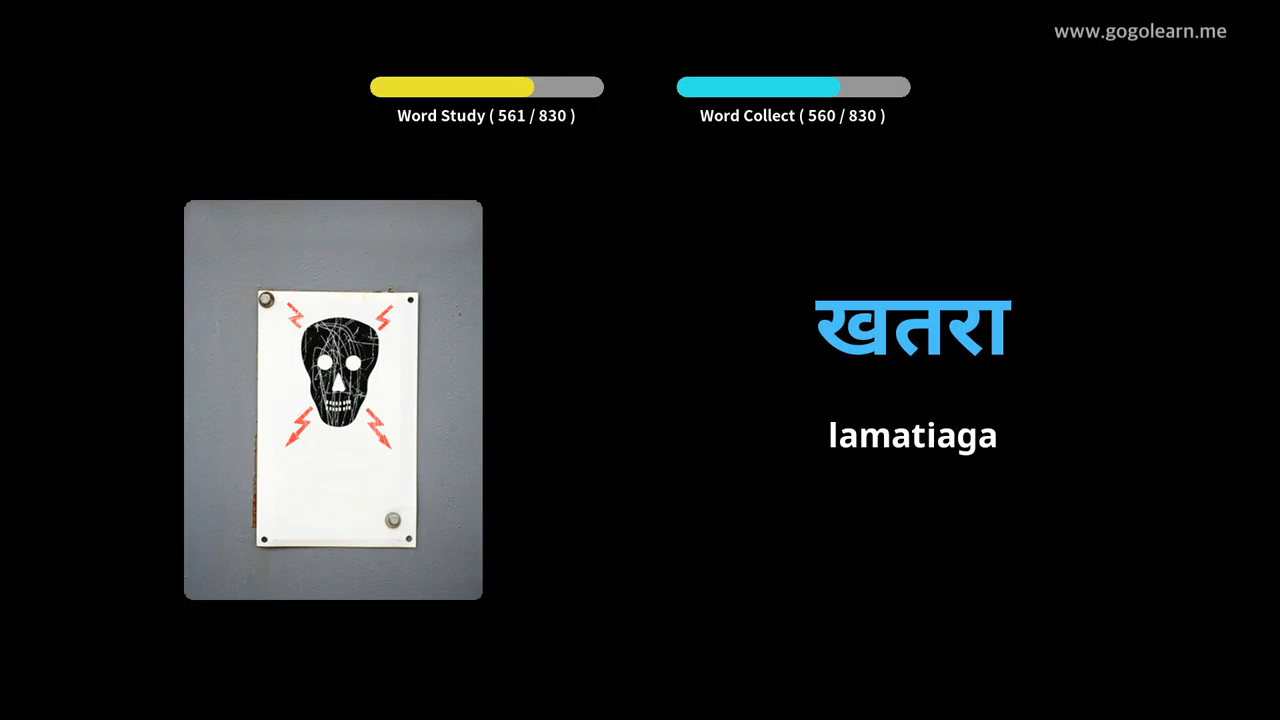 www.gogolearn.me
Word Study ( 561 / 830 )
Word Collect ( 560 / 830 )
खतरा
lamatiaga